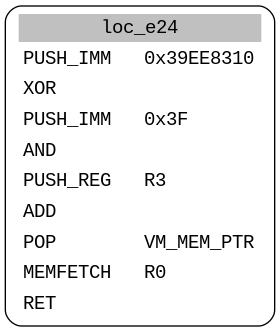 loc_e24
PUSH_IMM 0x39EE8310
XOR
PUSH_IMM 0x3F
AND
PUSH_REG R3
ADD
POP VM_MEM_PTR
MEMFETCH R0
RET